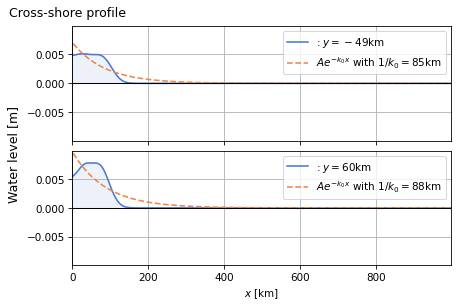 Cross-shore profile
Water level [m]
0.005
0.000
−0.005
: y = −49km
Ae^{−k₀x} with 1/k₀ = 85km
0.005
0.000
−0.005
: y = 60km
Ae^{−k₀x} with 1/k₀ = 88km
0 200 400 600 800
x [km]